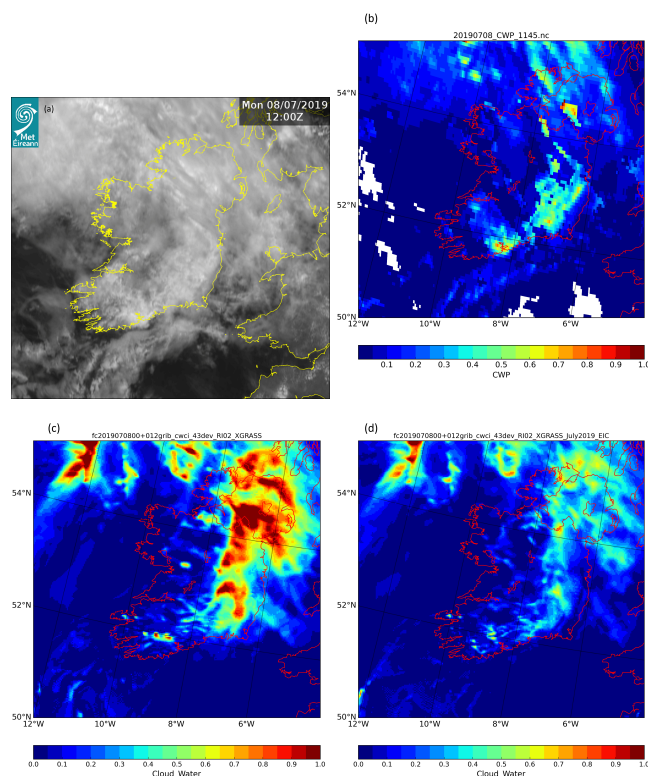 (b)
20190708_CWP_1145.nc
54°N
52°N
50°N
12°W 10°W 8°W 6°W
0.1 0.2 0.3 0.4 0.5 0.6 0.7 0.8 0.9 1.0
CWP
(a)
Mon 08/07/2019
12:00Z
Met
Éireann
(c)
fc2019070800+012grib_cwci_43dev_RI02_XGRASS
54°N
52°N
50°N
12°W 10°W 8°W 6°W
0.0 0.1 0.2 0.3 0.4 0.5 0.6 0.7 0.8 0.9 1.0
Cloud_Water
(d)
fc2019070800+012grib_cwci_43dev_RI02_XGRASS_July2019_EIC
54°N
52°N
50°N
12°W 10°W 8°W 6°W
0.0 0.1 0.2 0.3 0.4 0.5 0.6 0.7 0.8 0.9 1.0
Cloud_Water